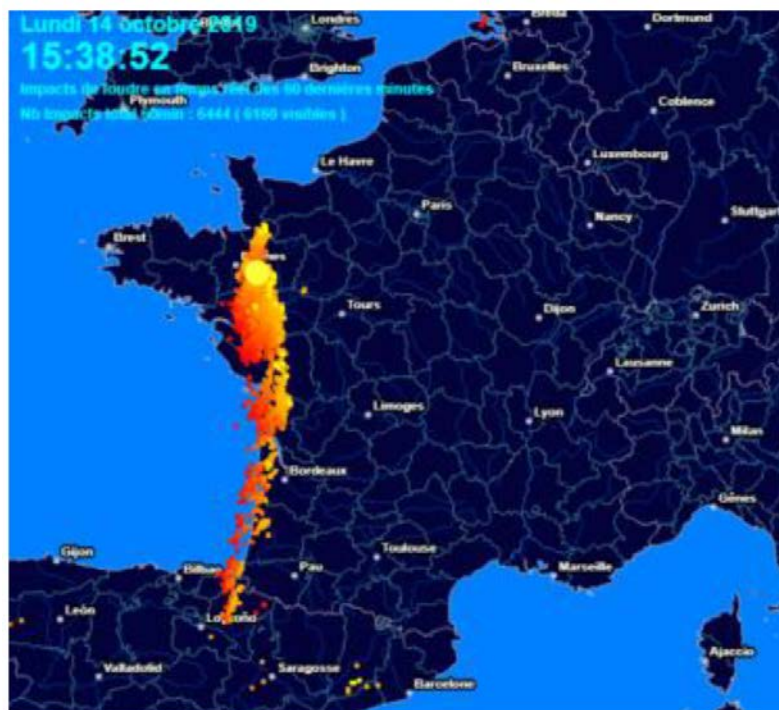 Lundi 14 octobre 2019
Londres
Dortmund
15:38:52
Brighton
Bruxelles
Impacts de foudre en temps réel des 60 dernières minutes
Plymouth
Coblence
Nb Impacts total 60min : 6444 ( 6160 visibles )
Le Havre
Luxembourg
Paris
Nancy
Stuttgart
Brest
Tours
Dijon
Zurich
Lausanne
Limoges
Lyon
Milan
Bordeaux
Gênes
Gijon
Bilbao
Pau
Toulouse
Marseille
León
Valladolid
Saragosse
Barcelone
Ajaccio